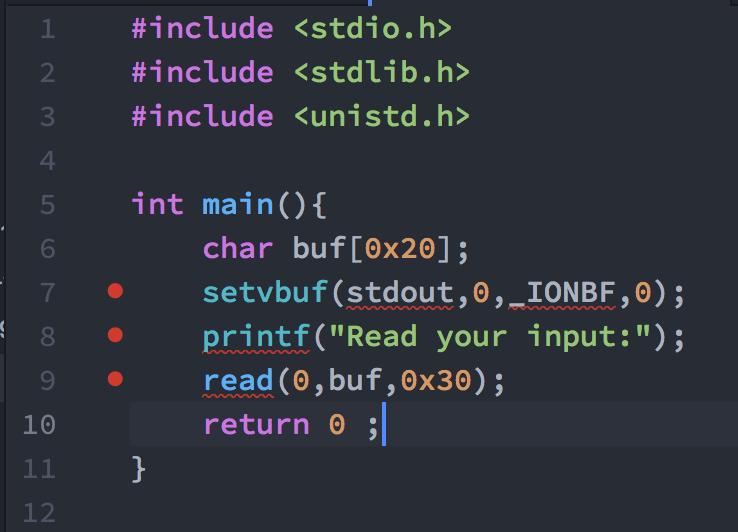 1 #include <stdio.h>
2 #include <stdlib.h>
3 #include <unistd.h>
4
5 int main(){
6     char buf[0x20];
7     setvbuf(stdout,0,_IONBF,0);
8     printf("Read your input:");
9     read(0,buf,0x30);
10     return 0 ;
11 }
12